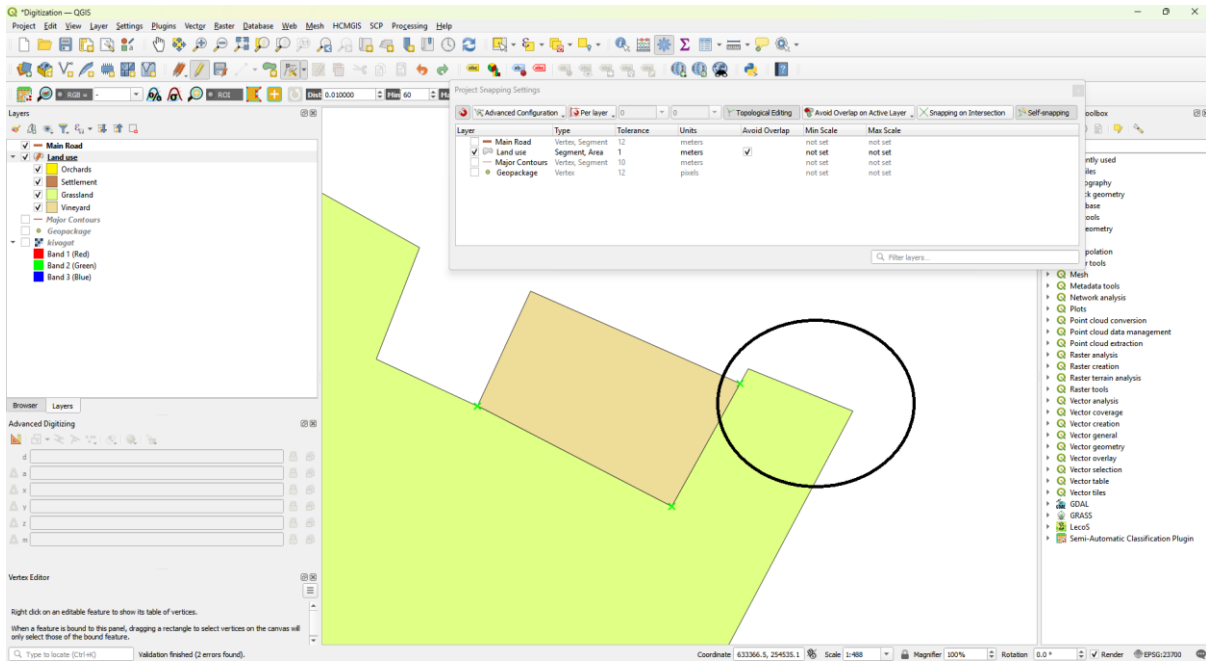 *Digitization — QGIS
Project Edit View Layer Settings Plugins Vector Raster Database Web Mesh HCMGIS SCP Processing Help
RGB = - ROI Dist 0.010000 Min 60 Ma
Project Snapping Settings
Advanced Configuration Per layer 0 0 Topological Editing Avoid Overlap on Active Layer Snapping on Intersection Self-snapping
Layer Type Tolerance Units Avoid Overlap Min Scale Max Scale
Main Road Vertex, Segment 12 meters not set not set
Land use Segment, Area 1 meters not set not set
Major Contours Vertex, Segment 10 meters not set not set
Geopackage Vertex 12 pixels not set not set
Filter layers...
Layers
Main Road
Land use
Orchards
Settlement
Grassland
Vineyard
Major Contours
Geopackage
kivagat
Band 1 (Red)
Band 2 (Green)
Band 3 (Blue)
Browser Layers
Advanced Digitizing
d
a
x
y
z
m
Vertex Editor
Right click on an editable feature to show its table of vertices.
When a feature is bound to this panel, dragging a rectangle to select vertices on the canvas will
only select those of the bound feature.
oolbox
ntly used
iles
ography
k geometry
base
ools
eometry
polation
r tools
Mesh
Metadata tools
Network analysis
Plots
Point cloud conversion
Point cloud data management
Point cloud extraction
Raster analysis
Raster creation
Raster terrain analysis
Raster tools
Vector analysis
Vector coverage
Vector creation
Vector general
Vector geometry
Vector overlay
Vector selection
Vector table
Vector tiles
GDAL
GRASS
LecoS
Semi-Automatic Classification Plugin
Type to locate (Ctrl+K) Validation finished (2 errors found). Coordinate 633366.5, 254535.1 Scale 1:488 Magnifier 100% Rotation 0.0 ° Render EPSG:23700